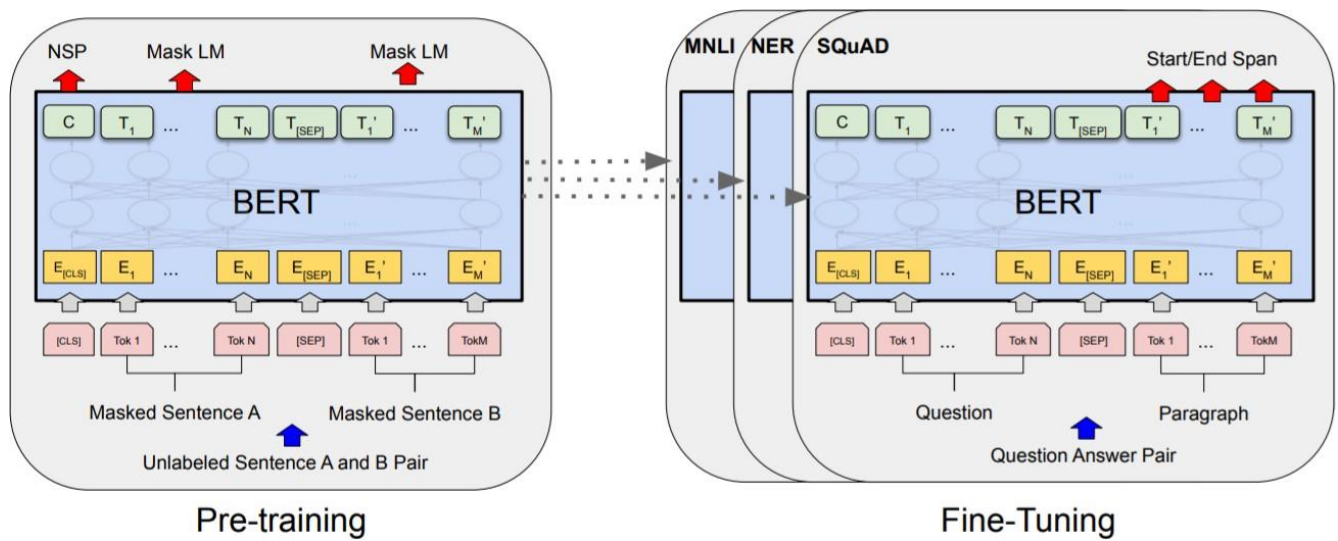 NSP Mask LM Mask LM
C T1 ... TN T[SEP] T1' ... TM'
...
BERT
...
E[CLS] E1 ... EN E[SEP] E1' ... EM'
[CLS] Tok 1 ... Tok N [SEP] Tok 1 ... TokM
Masked Sentence A Masked Sentence B
Unlabeled Sentence A and B Pair
Pre-training
MNLI NER SQuAD
Start/End Span
C T1 ... TN T[SEP] T1' ... TM'
...
BERT
...
E[CLS] E1 ... EN E[SEP] E1' ... EM'
[CLS] Tok 1 ... Tok N [SEP] Tok 1 ... TokM
Question Paragraph
Question Answer Pair
Fine-Tuning